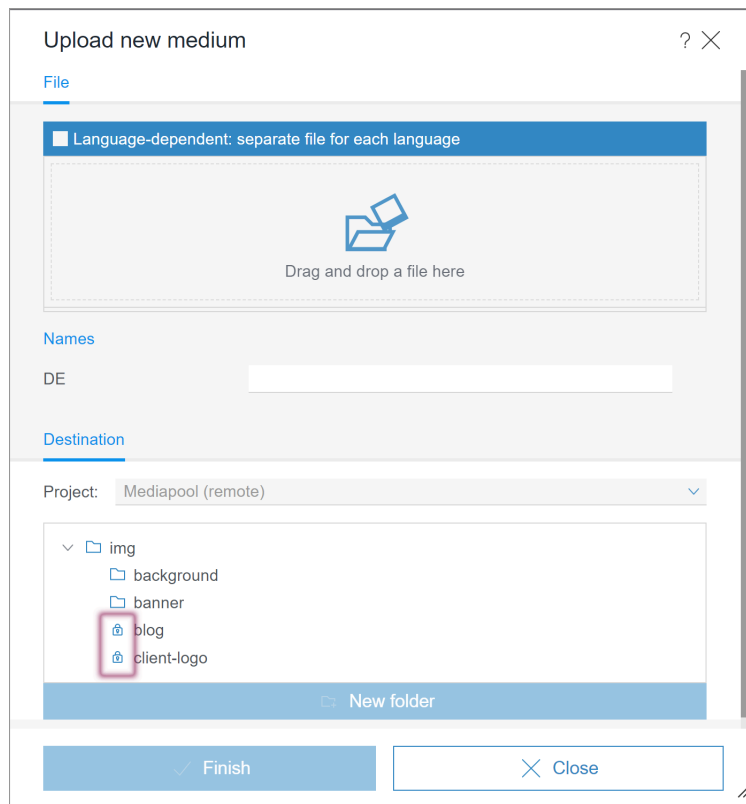 Upload new medium
?
File
Language-dependent: separate file for each language
Drag and drop a file here
Names
DE
Destination
Project: Mediapool (remote)
img
background
banner
blog
client-logo
New folder
Finish
Close